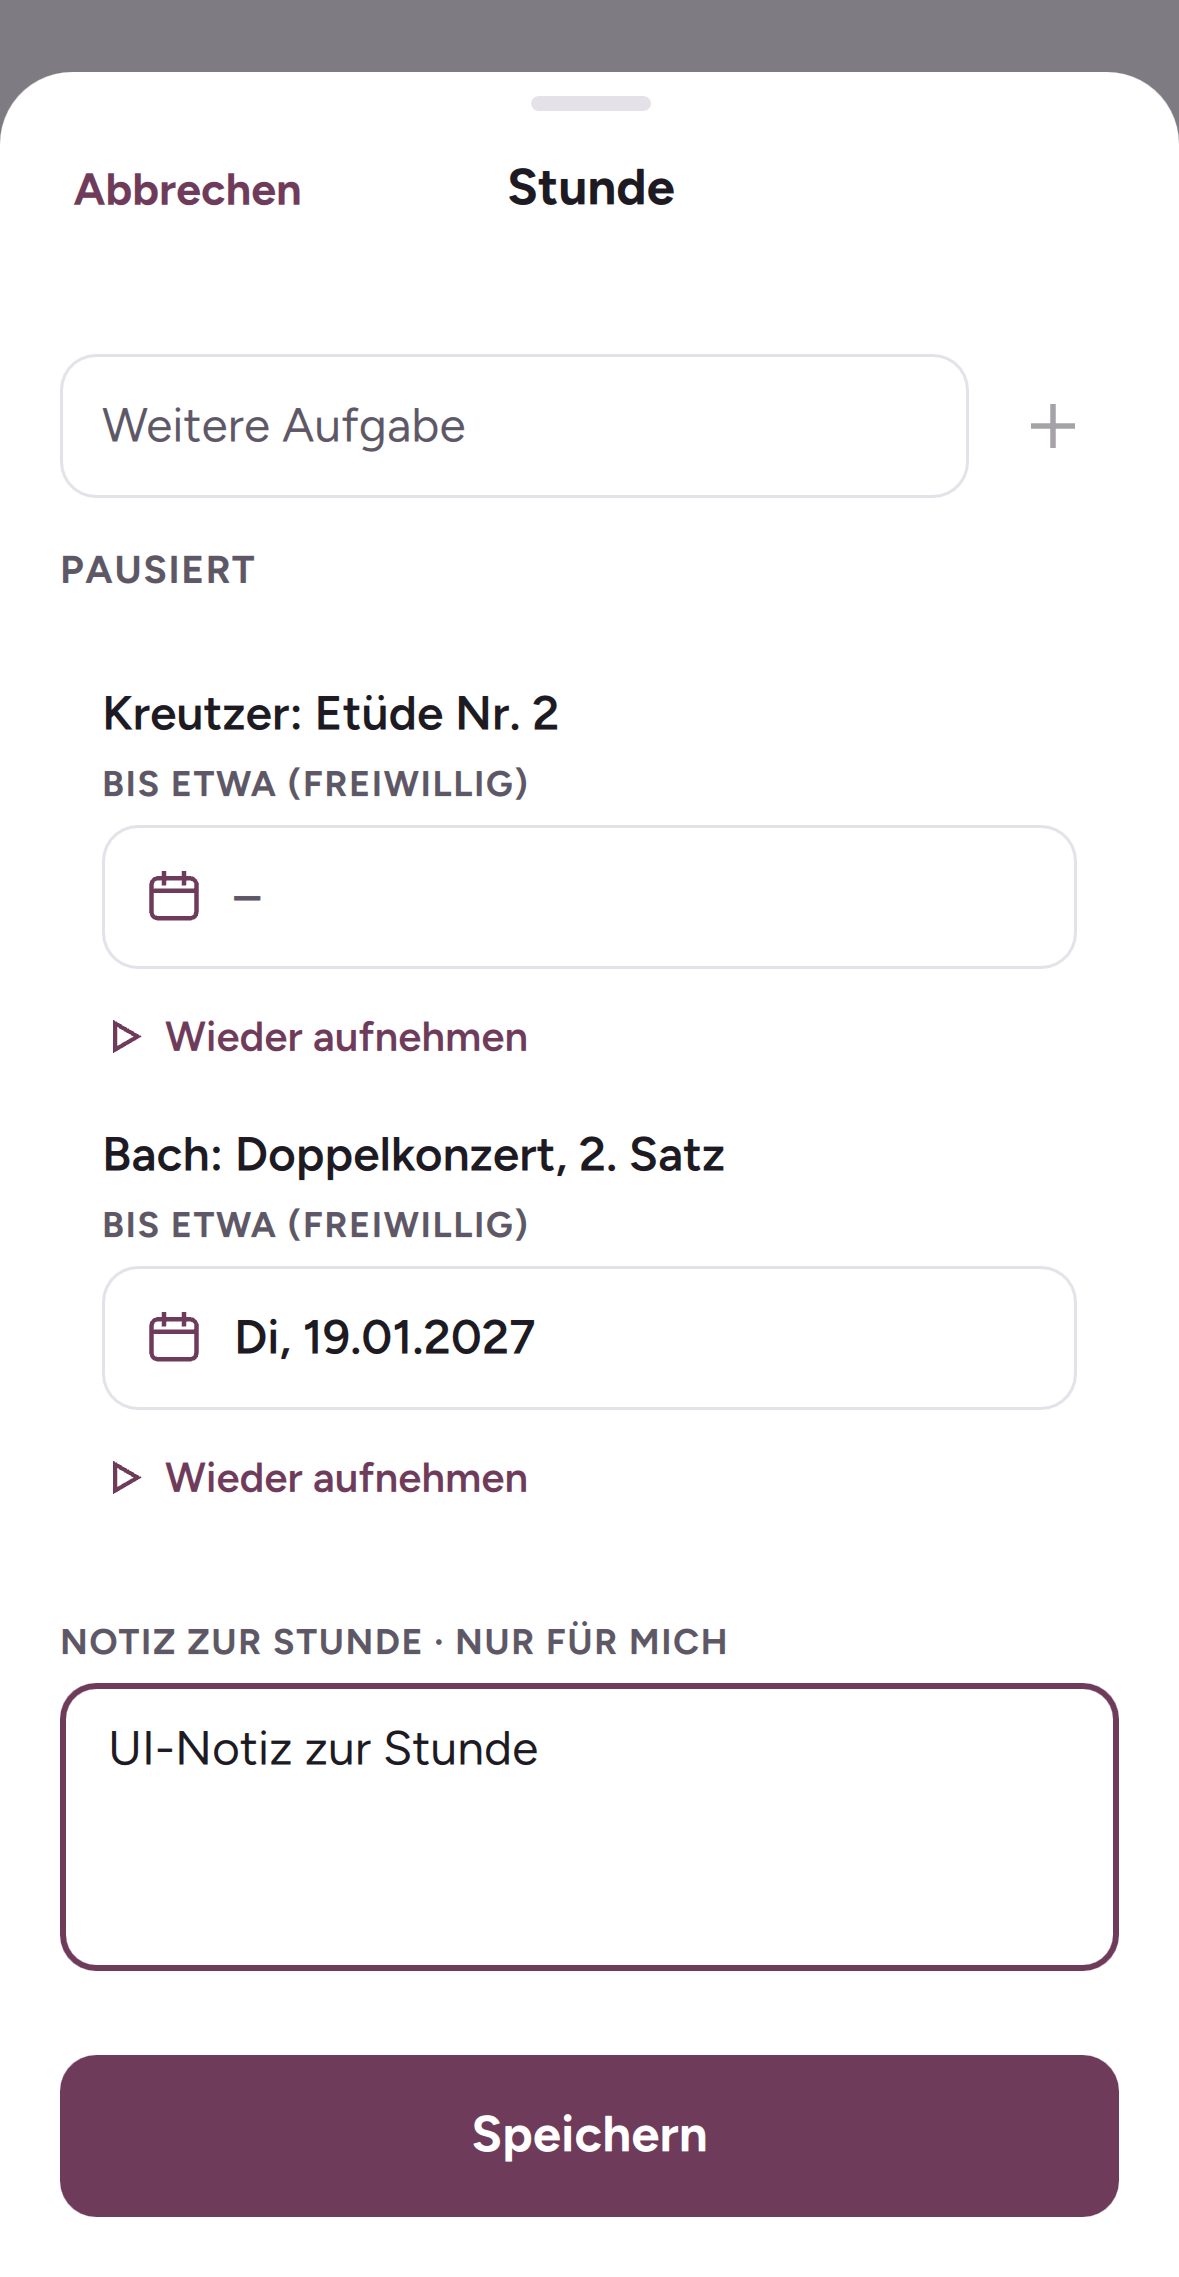 Abbrechen
Stunde
Weitere Aufgabe
PAUSIERT
Kreutzer: Etüde Nr. 2
BIS ETWA (FREIWILLIG)
–
Wieder aufnehmen
Bach: Doppelkonzert, 2. Satz
BIS ETWA (FREIWILLIG)
Di, 19.01.2027
Wieder aufnehmen
NOTIZ ZUR STUNDE · NUR FÜR MICH
UI-Notiz zur Stunde
Speichern